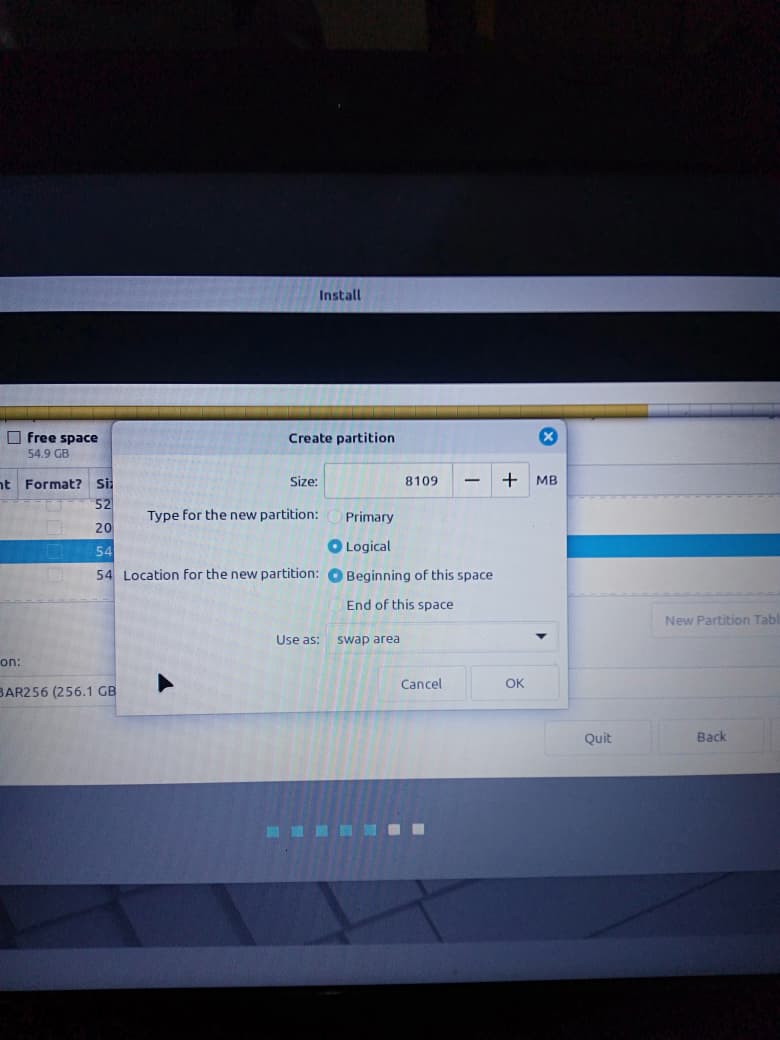 Install
free space
54.9 GB
Create partition
nt Format? Siz
Size: 8109 MB
52
Type for the new partition: Primary
20
Logical
54
54
Location for the new partition: Beginning of this space
End of this space
New Partition Tabl
Use as: swap area
on:
BAR256 (256.1 GB
Cancel OK
Quit Back